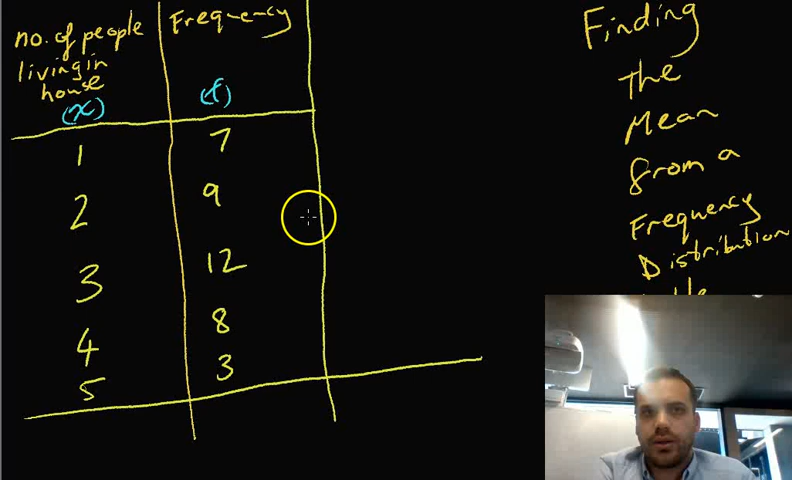 no. of people
living in
house
(x)
Frequency
(f)
1 7
2 9
3 12
4 8
5 3
Finding
the
Mean
from a
Frequency
Distribution